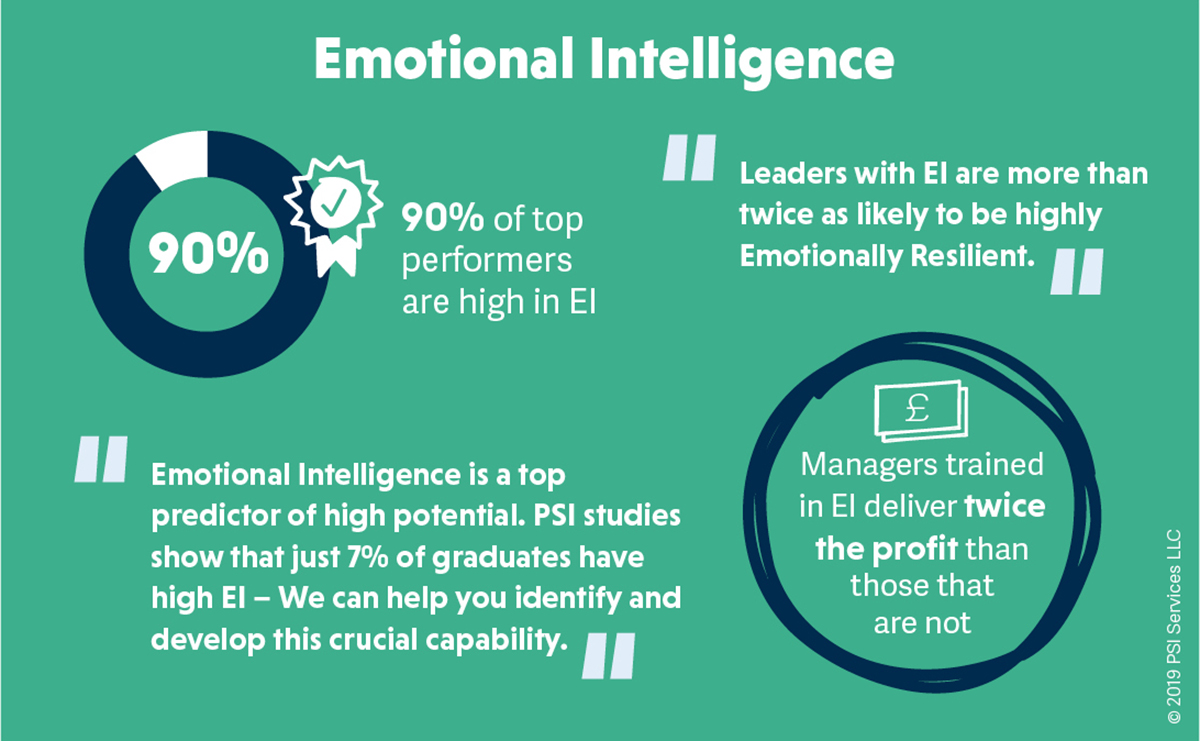 Emotional Intelligence
90%
90% of top
performers
are high in EI
"
Leaders with EI are more than
twice as likely to be highly
Emotionally Resilient.
"
"
Emotional Intelligence is a top
predictor of high potential. PSI studies
show that just 7% of graduates have
high EI – We can help you identify and
develop this crucial capability.
"
£
Managers trained
in EI deliver twice
the profit than
those that
are not
© 2019 PSI Services LLC